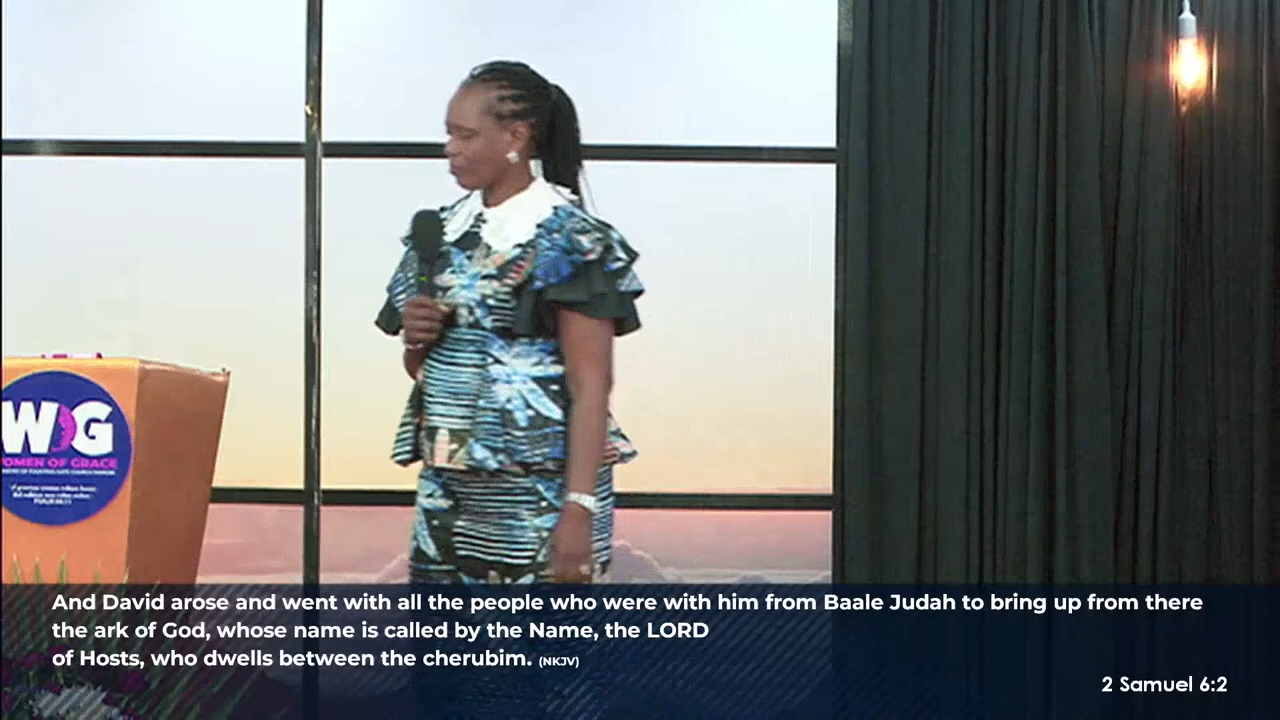 WG
WOMEN OF GRACE
And David arose and went with all the people who were with him from Baale Judah to bring up from there
the ark of God, whose name is called by the Name, the LORD
of Hosts, who dwells between the cherubim. (NKJV)
2 Samuel 6:2